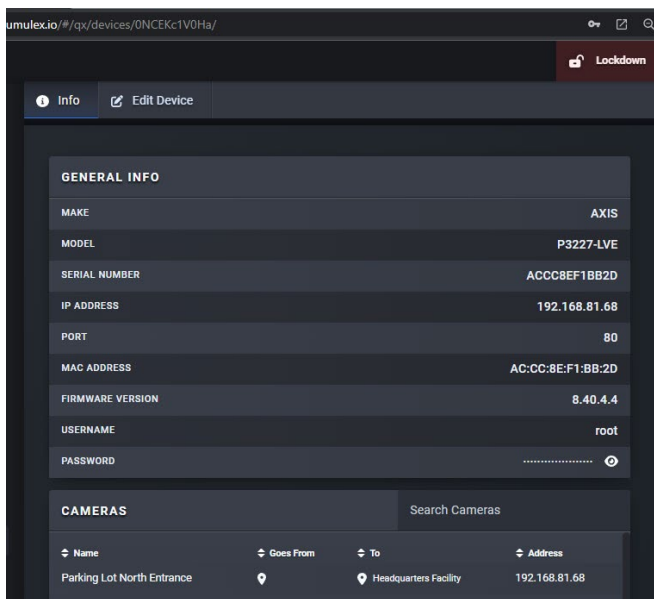 umulex.io/#/qx/devices/0NCEKc1V0Ha/
Lockdown
Info Edit Device
GENERAL INFO
MAKE AXIS
MODEL P3227-LVE
SERIAL NUMBER ACCC8EF1BB2D
IP ADDRESS 192.168.81.68
PORT 80
MAC ADDRESS AC:CC:8E:F1:BB:2D
FIRMWARE VERSION 8.40.4.4
USERNAME root
PASSWORD ····················
CAMERAS Search Cameras
Name Goes From To Address
Parking Lot North Entrance Headquarters Facility 192.168.81.68